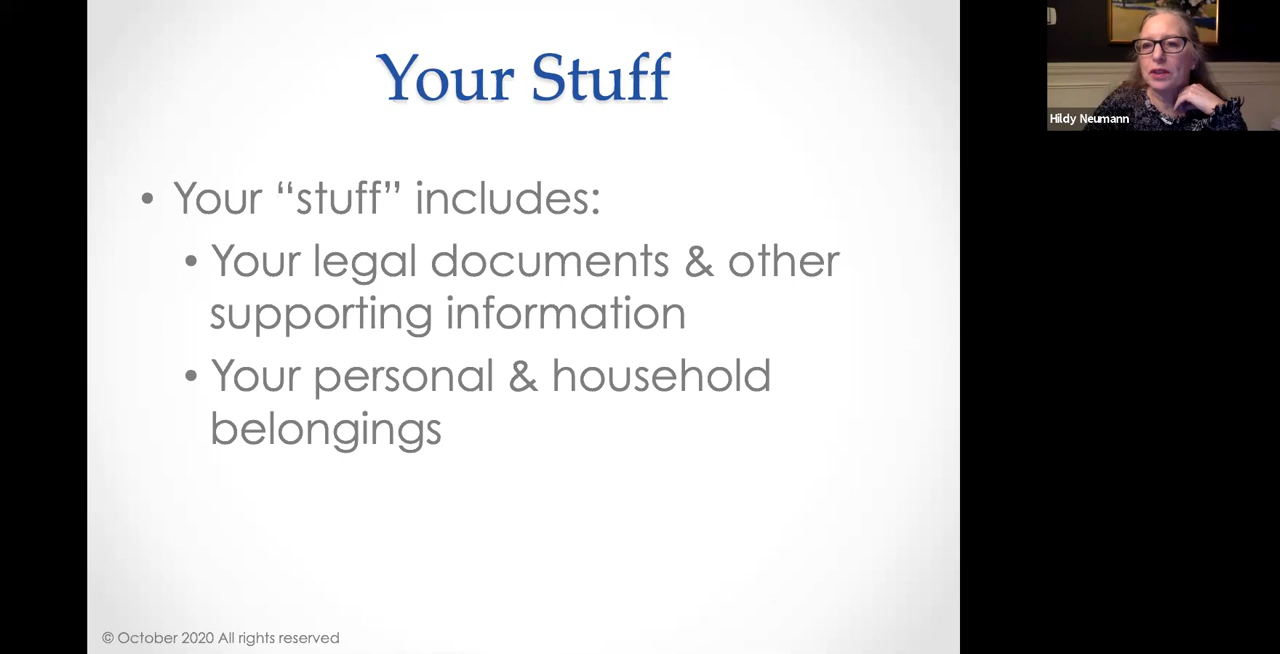 Your Stuff
Hildy Neumann
• Your “stuff” includes:
• Your legal documents & other
supporting information
• Your personal & household
belongings
© October 2020 All rights reserved